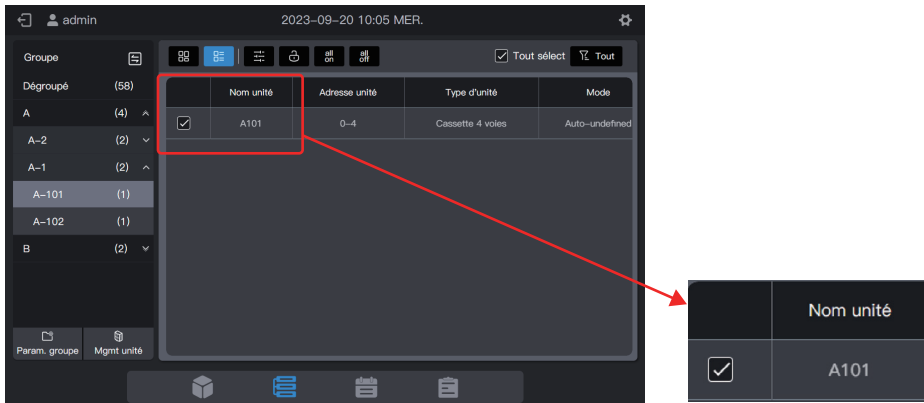 admin
2023-09-20 10:05 MER.
Groupe
all on
all off
Tout sélect
Tout
Dégroupé (58)
A (4)
A-2 (2)
A-1 (2)
A-101 (1)
A-102 (1)
B (2)
Nom unité Adresse unité Type d'unité Mode
A101 0-4 Cassette 4 voies Auto-undefined
Param. groupe Mgmt unité
Nom unité
A101